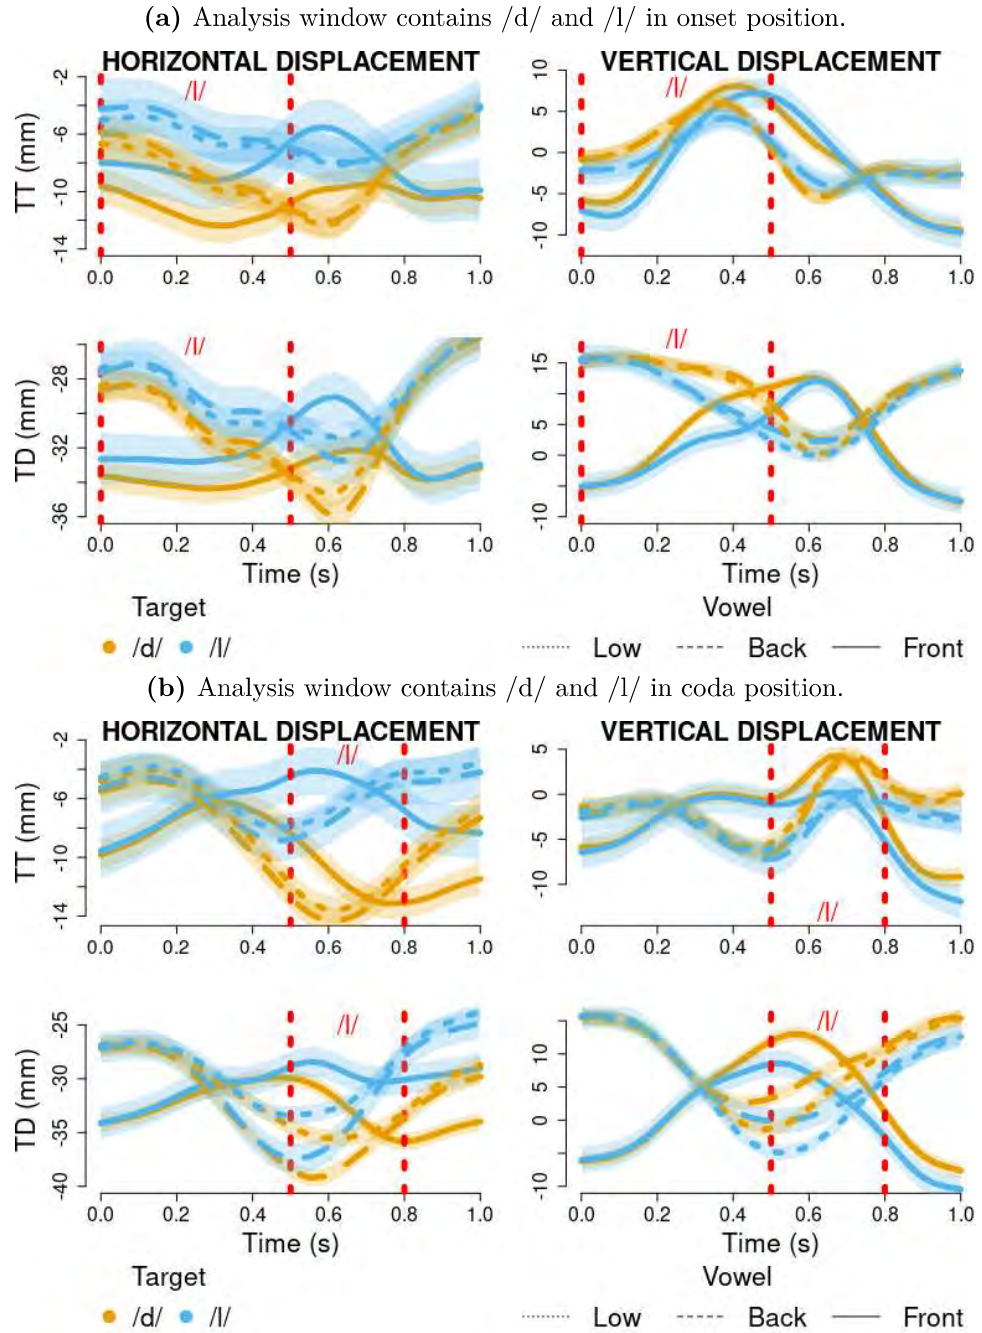 (a) Analysis window contains /d/ and /l/ in onset position.
HORIZONTAL DISPLACEMENT
VERTICAL DISPLACEMENT
/l/
/l/
TT (mm)
-2
-6
-10
-14
0.0 0.2 0.4 0.6 0.8 1.0
10
5
0
-5
-10
0.0 0.2 0.4 0.6 0.8 1.0
/l/
/l/
TD (mm)
-28
-32
-36
0.0 0.2 0.4 0.6 0.8 1.0
15
5
0
-10
0.0 0.2 0.4 0.6 0.8 1.0
Time (s)
Time (s)
Target
Vowel
/d/ /l/
Low Back Front
(b) Analysis window contains /d/ and /l/ in coda position.
HORIZONTAL DISPLACEMENT
VERTICAL DISPLACEMENT
/l/
/l/
TT (mm)
-2
-6
-10
-14
0.0 0.2 0.4 0.6 0.8 1.0
5
0
-5
-10
0.0 0.2 0.4 0.6 0.8 1.0
/l/
/l/
TD (mm)
-25
-30
-35
-40
0.0 0.2 0.4 0.6 0.8 1.0
10
5
0
-10
0.0 0.2 0.4 0.6 0.8 1.0
Time (s)
Time (s)
Target
Vowel
/d/ /l/
Low Back Front